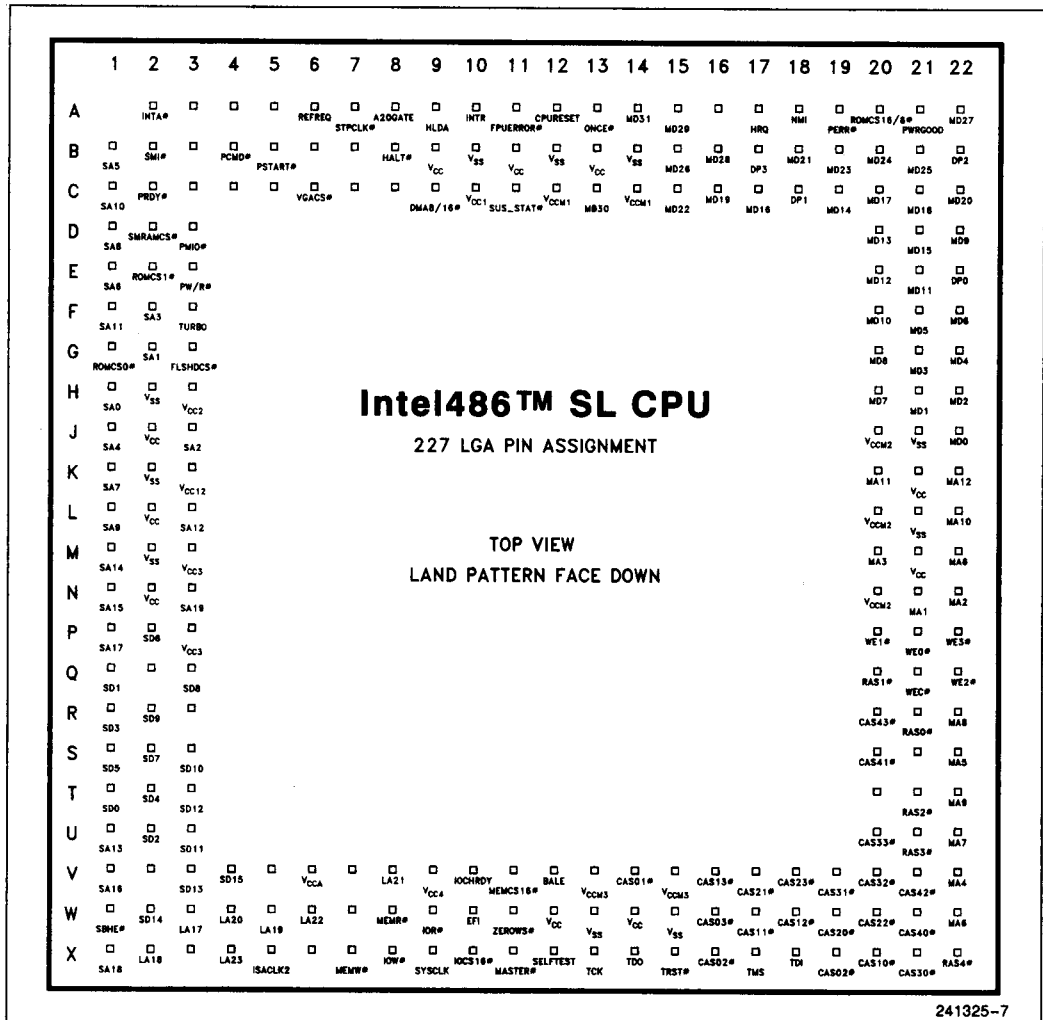 1 2 3 4 5 6 7 8 9 10 11 12 13 14 15 16 17 18 19 20 21 22
A INTA# REFREQ STPCLK# A20GATE HLDA INTR FPUERROR# CPURESET ONCE# MD31 MD29 HRQ NMI PERR# ROMCS16/8# PWRGOOD MD27
B SA5 SMI# PCMD# PSTART# HALT# VCC VSS VCC VSS VCC VSS MD26 MD28 DP3 MD21 MD23 MD24 MD25 DP2
C SA10 PRDY# VGACS# DMA8/16# VCC1 SUS_STAT# VCCM1 MB30 VCCM1 MD22 MD19 MD16 DP1 MD14 MD17 MD18 MD20
D SA8 SMRAMCS# PMIO# MD13 MD15 MD9
E SA6 ROMCS1# PW/R# MD12 MD11 DP0
F SA11 SA3 TURBO MD10 MD5 MD6
G ROMCS0# SA1 FLSHDCS# MD8 MD3 MD4
H SA0 VSS VCC2 MD7 MD1 MD2
Intel486™ SL CPU
J SA4 VCC SA2 VCCM2 VSS MD0
227 LGA PIN ASSIGNMENT
K SA7 VSS VCC12 MA11 VCC MA12
L SA9 VCC SA12 VCCM2 VSS MA10
TOP VIEW
M SA14 VSS VCC3 MA3 VCC MA6
LAND PATTERN FACE DOWN
N SA15 VCC SA19 VCCM2 MA1 MA2
P SA17 SD6 VCC3 WE1# WE0# WE3#
Q SD1 SD8 RAS1# WEC# WE2#
R SD3 SD9 CAS43# RAS0# MA8
S SD5 SD7 SD10 CAS41# MA5
T SD0 SD4 SD12 RAS2# MA9
U SA13 SD2 SD11 CAS33# RAS3# MA7
V SA16 SD13 SD15 VCCA LA21 VCC4 IOCHRDY MEMCS16# BALE VCCM3 CAS01# VCCM3 CAS13# CAS21# CAS23# CAS31# CAS32# CAS42# MA4
W SBHE# SD14 LA17 LA20 LA19 LA22 MEMR# IOR# EFI ZEROWS# VCC VSS VCC VSS CAS03# CAS11# CAS12# CAS20# CAS22# CAS40# MA6
X SA18 LA18 LA23 ISACLK2 MEMW# IOW# SYSCLK IOCS16# MASTER# SELFTEST TCK TDO TRST# CAS02# TMS TDI CAS02# CAS10# CAS30# RAS4#
241325-7